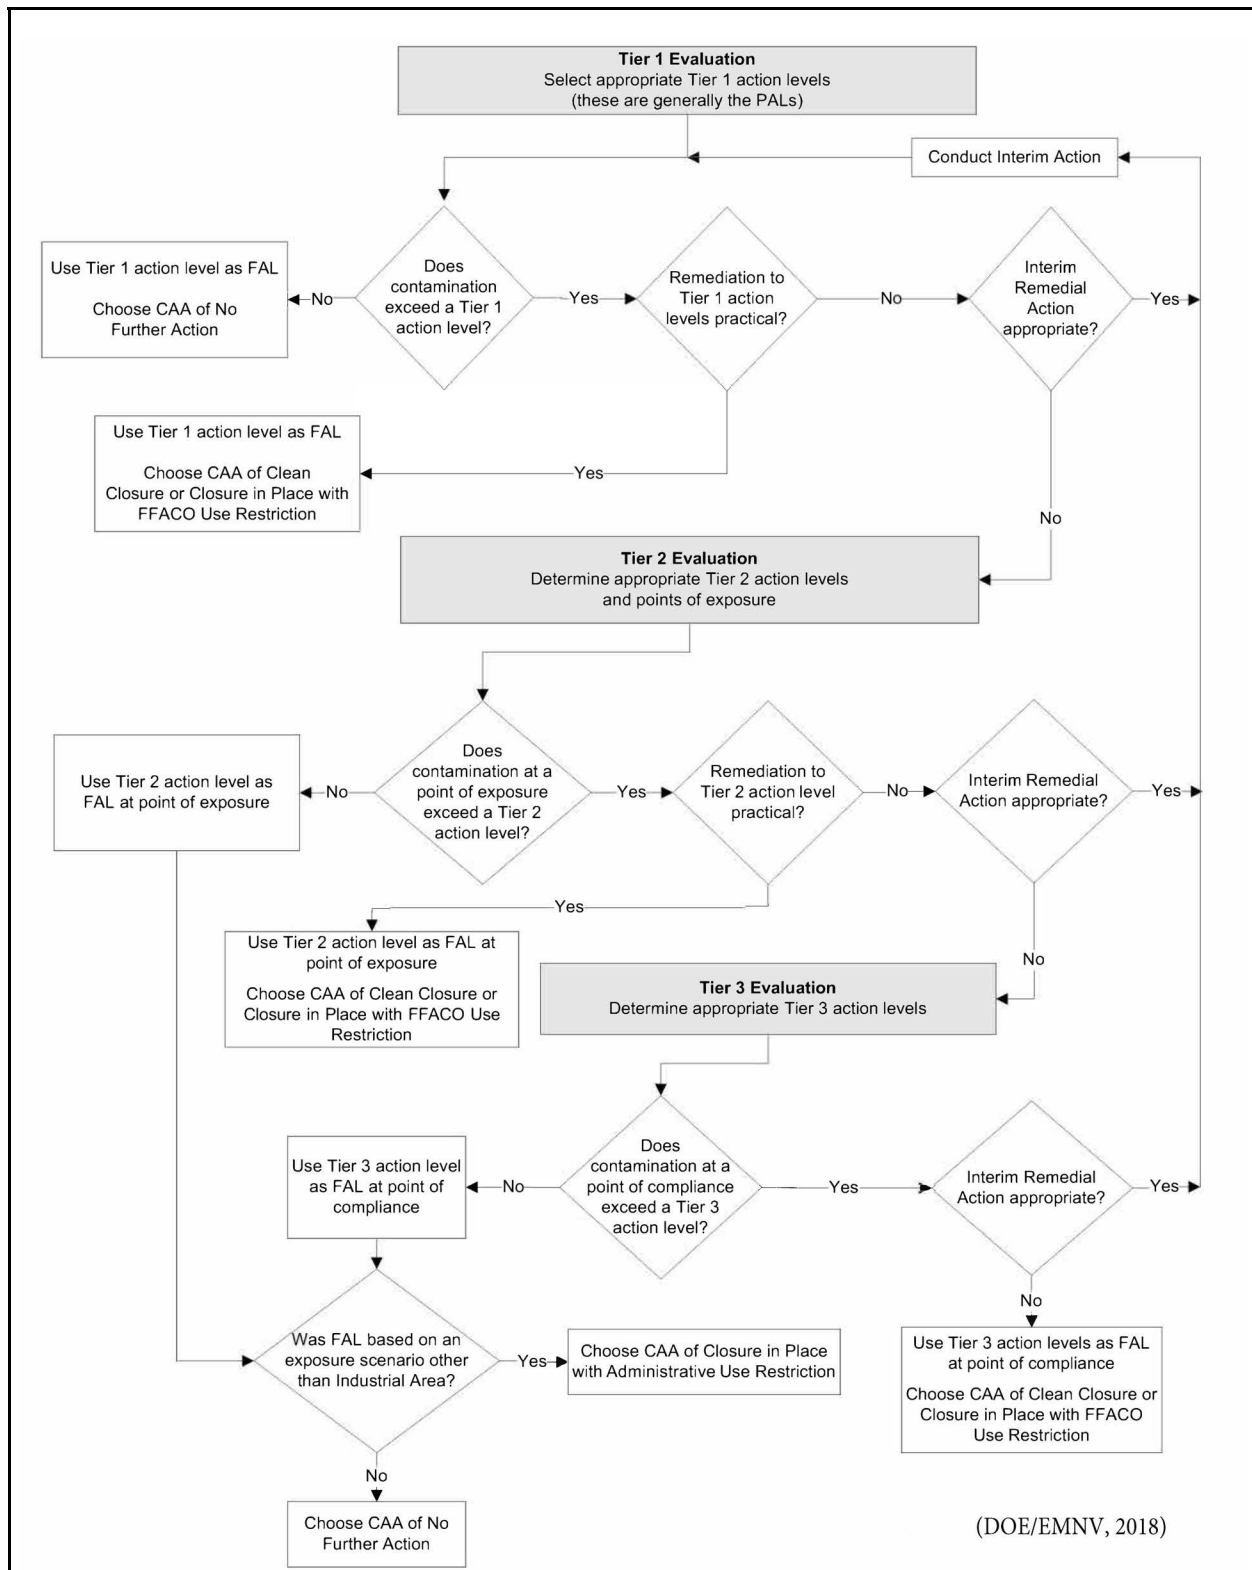 Tier 1 Evaluation
Select appropriate Tier 1 action levels
(these are generally the PALs)
Conduct Interim Action
Use Tier 1 action level as FAL
Choose CAA of No
Further Action
No
Does
contamination
exceed a Tier 1
action level?
Yes
Remediation to
Tier 1 action
levels practical?
No
Interim
Remedial
Action
appropriate?
Yes
Use Tier 1 action level as FAL
Choose CAA of Clean
Closure or Closure in Place with
FFACO Use Restriction
Yes
No
Tier 2 Evaluation
Determine appropriate Tier 2 action levels
and points of exposure
Use Tier 2 action level as
FAL at point of exposure
No
Does
contamination at a
point of exposure
exceed a Tier 2
action level?
Yes
Remediation to
Tier 2 action level
practical?
No
Interim Remedial
Action appropriate?
Yes
Yes
Use Tier 2 action level as FAL at
point of exposure
Choose CAA of Clean Closure or
Closure in Place with FFACO Use
Restriction
No
Tier 3 Evaluation
Determine appropriate Tier 3 action levels
Use Tier 3 action level
as FAL at point of
compliance
No
Does
contamination at a
point of compliance
exceed a Tier 3
action level?
Yes
Interim Remedial
Action appropriate?
Yes
No
Was FAL based on an
exposure scenario other
than Industrial Area?
Yes
Choose CAA of Closure in Place
with Administrative Use Restriction
Use Tier 3 action levels as FAL
at point of compliance
Choose CAA of Clean Closure or
Closure in Place with FFACO
Use Restriction
No
Choose CAA of No
Further Action
(DOE/EMNV, 2018)